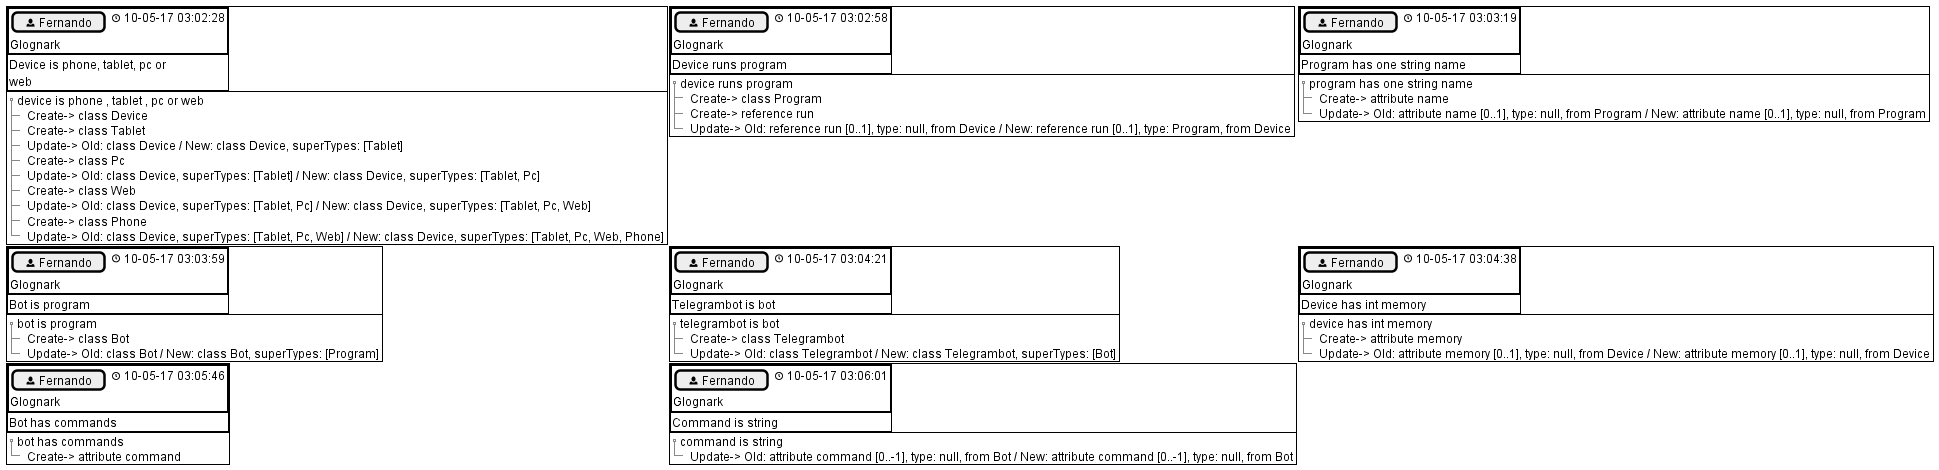 Fernando 10-05-17 03:02:28
Glognark
Device is phone, tablet, pc or
web
device is phone , tablet , pc or web
Create-> class Device
Create-> class Tablet
Update-> Old: class Device / New: class Device, superTypes: [Tablet]
Create-> class Pc
Update-> Old: class Device, superTypes: [Tablet] / New: class Device, superTypes: [Tablet, Pc]
Create-> class Web
Update-> Old: class Device, superTypes: [Tablet, Pc] / New: class Device, superTypes: [Tablet, Pc, Web]
Create-> class Phone
Update-> Old: class Device, superTypes: [Tablet, Pc, Web] / New: class Device, superTypes: [Tablet, Pc, Web, Phone]
Fernando 10-05-17 03:02:58
Glognark
Device runs program
device runs program
Create-> class Program
Create-> reference run
Update-> Old: reference run [0..1], type: null, from Device / New: reference run [0..1], type: Program, from Device
Fernando 10-05-17 03:03:19
Glognark
Program has one string name
program has one string name
Create-> attribute name
Update-> Old: attribute name [0..1], type: null, from Program / New: attribute name [0..1], type: null, from Program
Fernando 10-05-17 03:03:59
Glognark
Bot is program
bot is program
Create-> class Bot
Update-> Old: class Bot / New: class Bot, superTypes: [Program]
Fernando 10-05-17 03:04:21
Glognark
Telegrambot is bot
telegrambot is bot
Create-> class Telegrambot
Update-> Old: class Telegrambot / New: class Telegrambot, superTypes: [Bot]
Fernando 10-05-17 03:04:38
Glognark
Device has int memory
device has int memory
Create-> attribute memory
Update-> Old: attribute memory [0..1], type: null, from Device / New: attribute memory [0..1], type: null, from Device
Fernando 10-05-17 03:05:46
Glognark
Bot has commands
bot has commands
Create-> attribute command
Fernando 10-05-17 03:06:01
Glognark
Command is string
command is string
Update-> Old: attribute command [0..-1], type: null, from Bot / New: attribute command [0..-1], type: null, from Bot